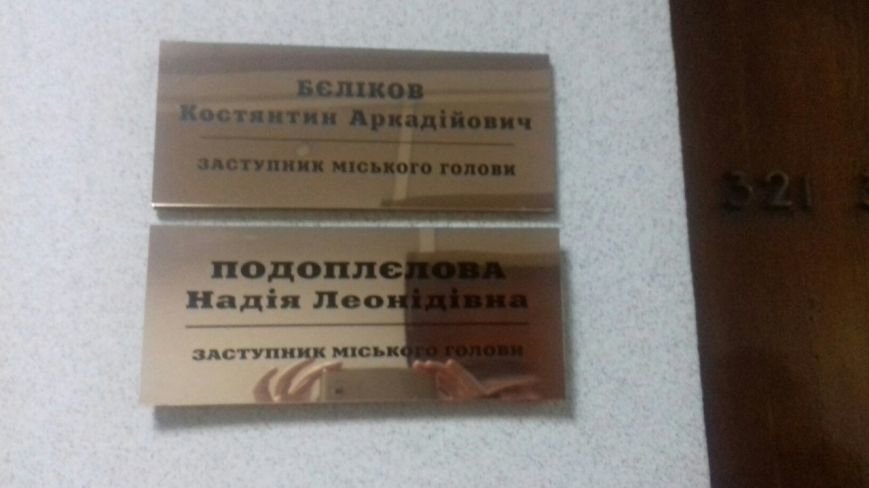 БЄЛІКОВ
Костянтин Аркадійович
ЗАСТУПНИК МІСЬКОГО ГОЛОВИ
ПОДОПЛЄЛОВА
Надія Леонідівна
ЗАСТУПНИК МІСЬКОГО ГОЛОВИ
321